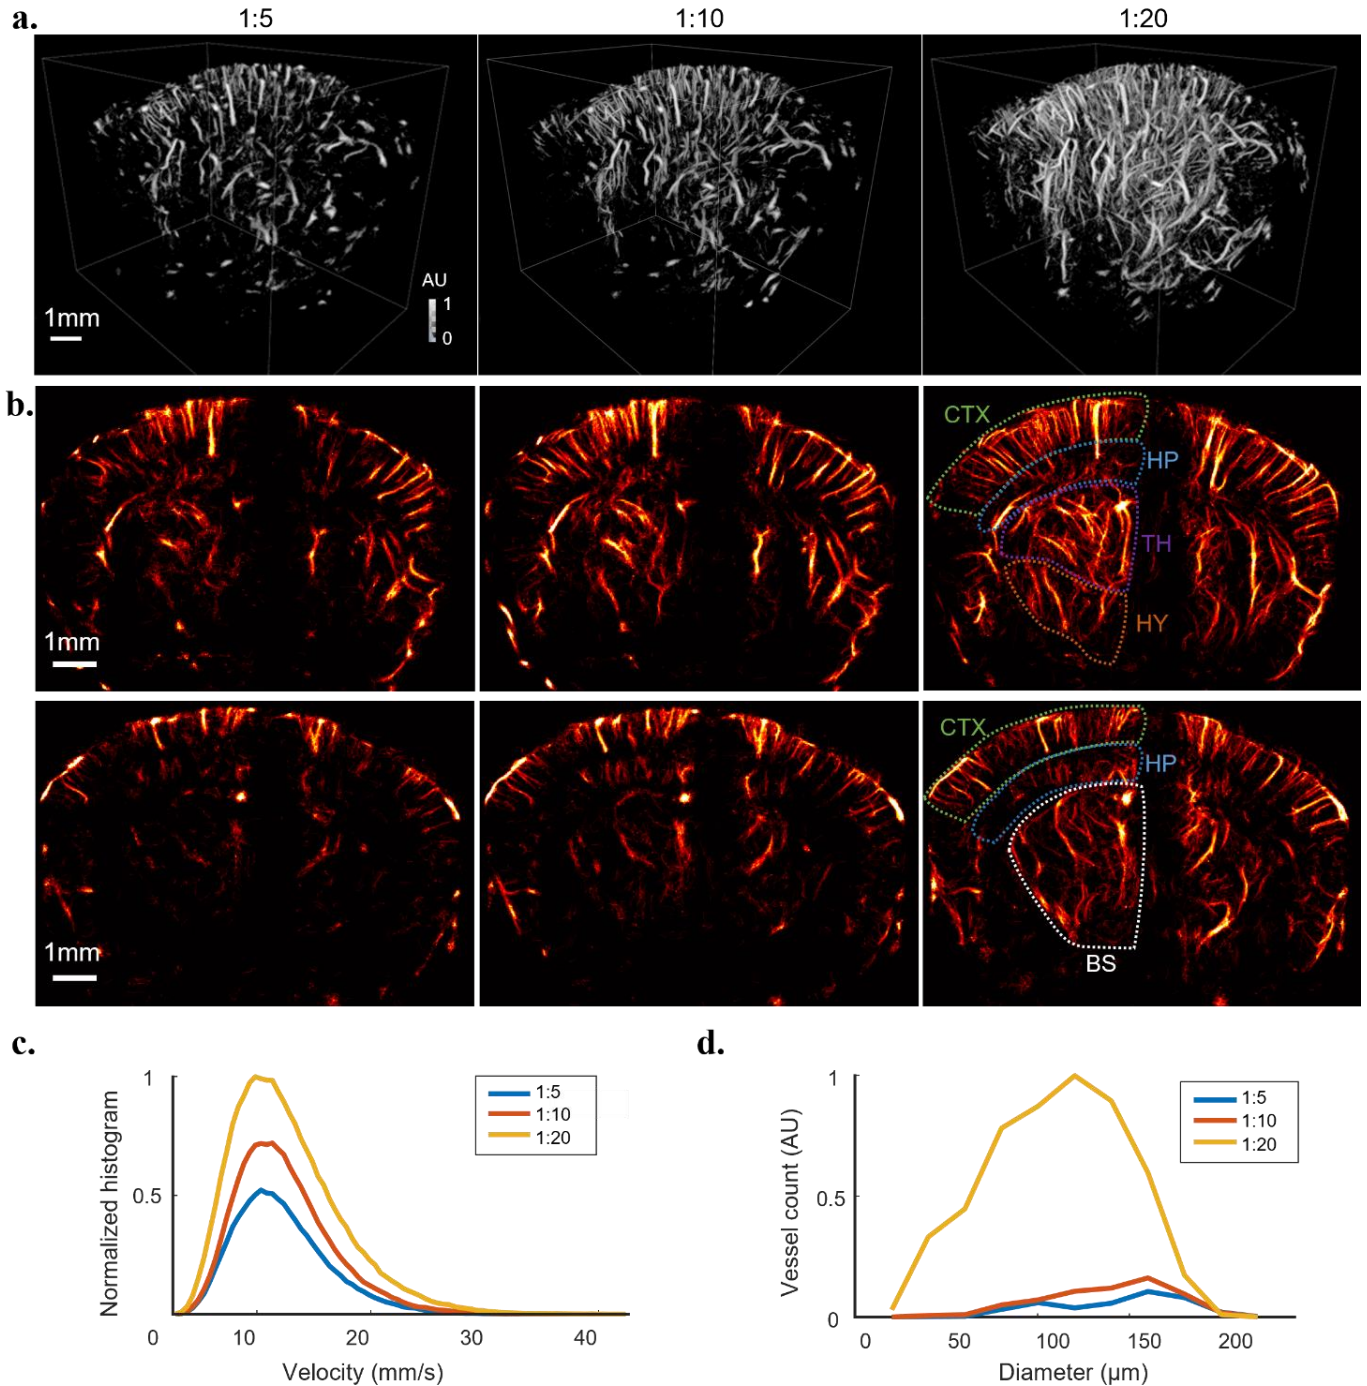 a.
1:5 1:10 1:20
AU
1
0
1mm
b.
CTX
HP
TH
HY
1mm
CTX
HP
BS
1mm
c.
1
0.5
0 10 20 30 40
Normalized histogram
Velocity (mm/s)
1:5
1:10
1:20
d.
1
0.5
0
0 50 100 150 200
Vessel count (AU)
Diameter (µm)
1:5
1:10
1:20